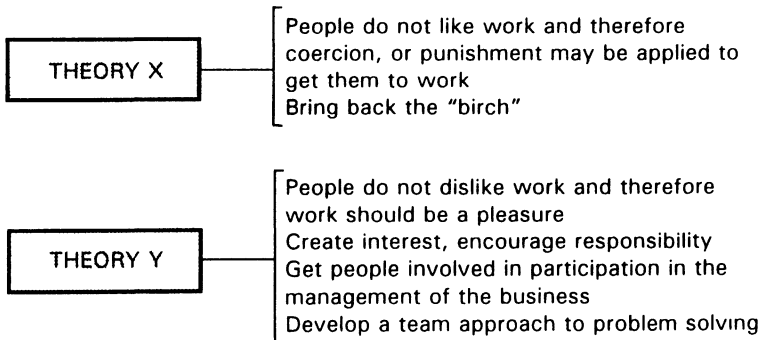 THEORY X
People do not like work and therefore
coercion, or punishment may be applied to
get them to work
Bring back the “birch”
THEORY Y
People do not dislike work and therefore
work should be a pleasure
Create interest, encourage responsibility
Get people involved in participation in the
management of the business
Develop a team approach to problem solving